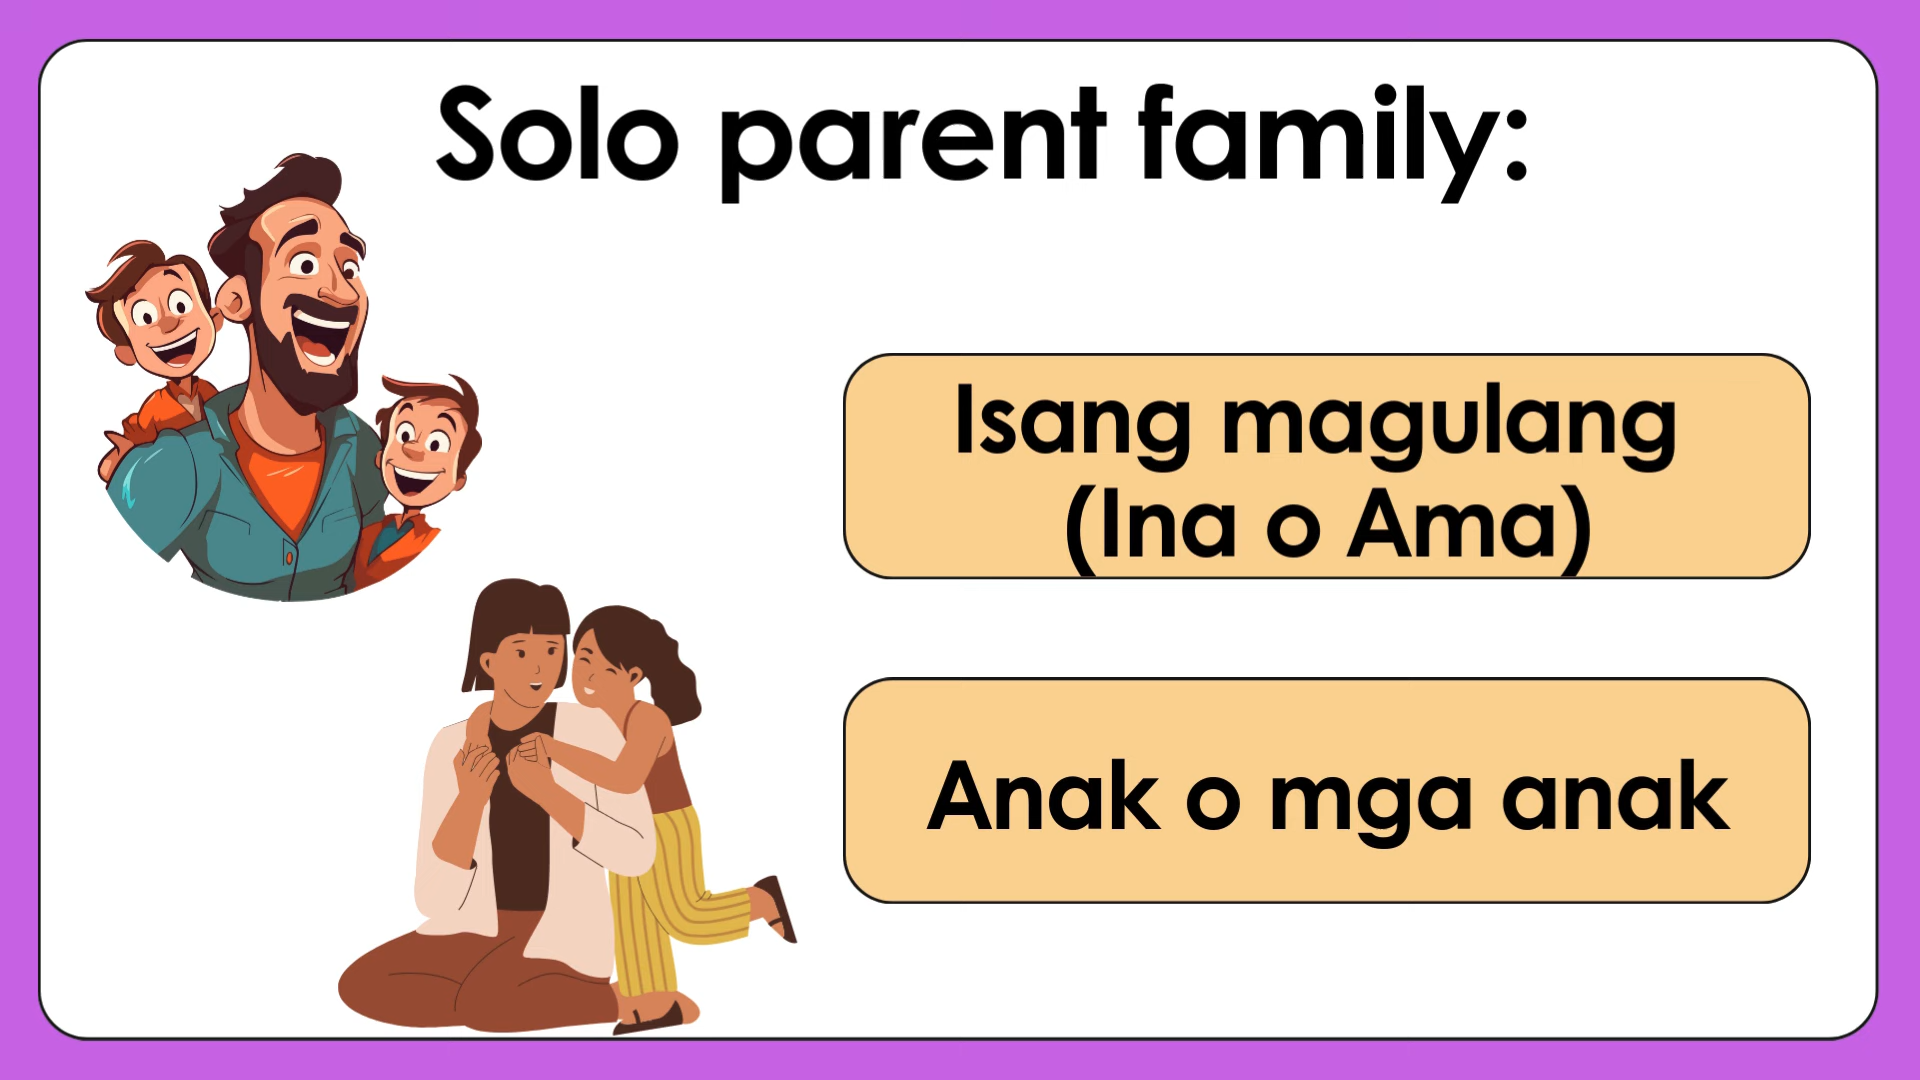 Solo parent family:
Isang magulang
(Ina o Ama)
Anak o mga anak